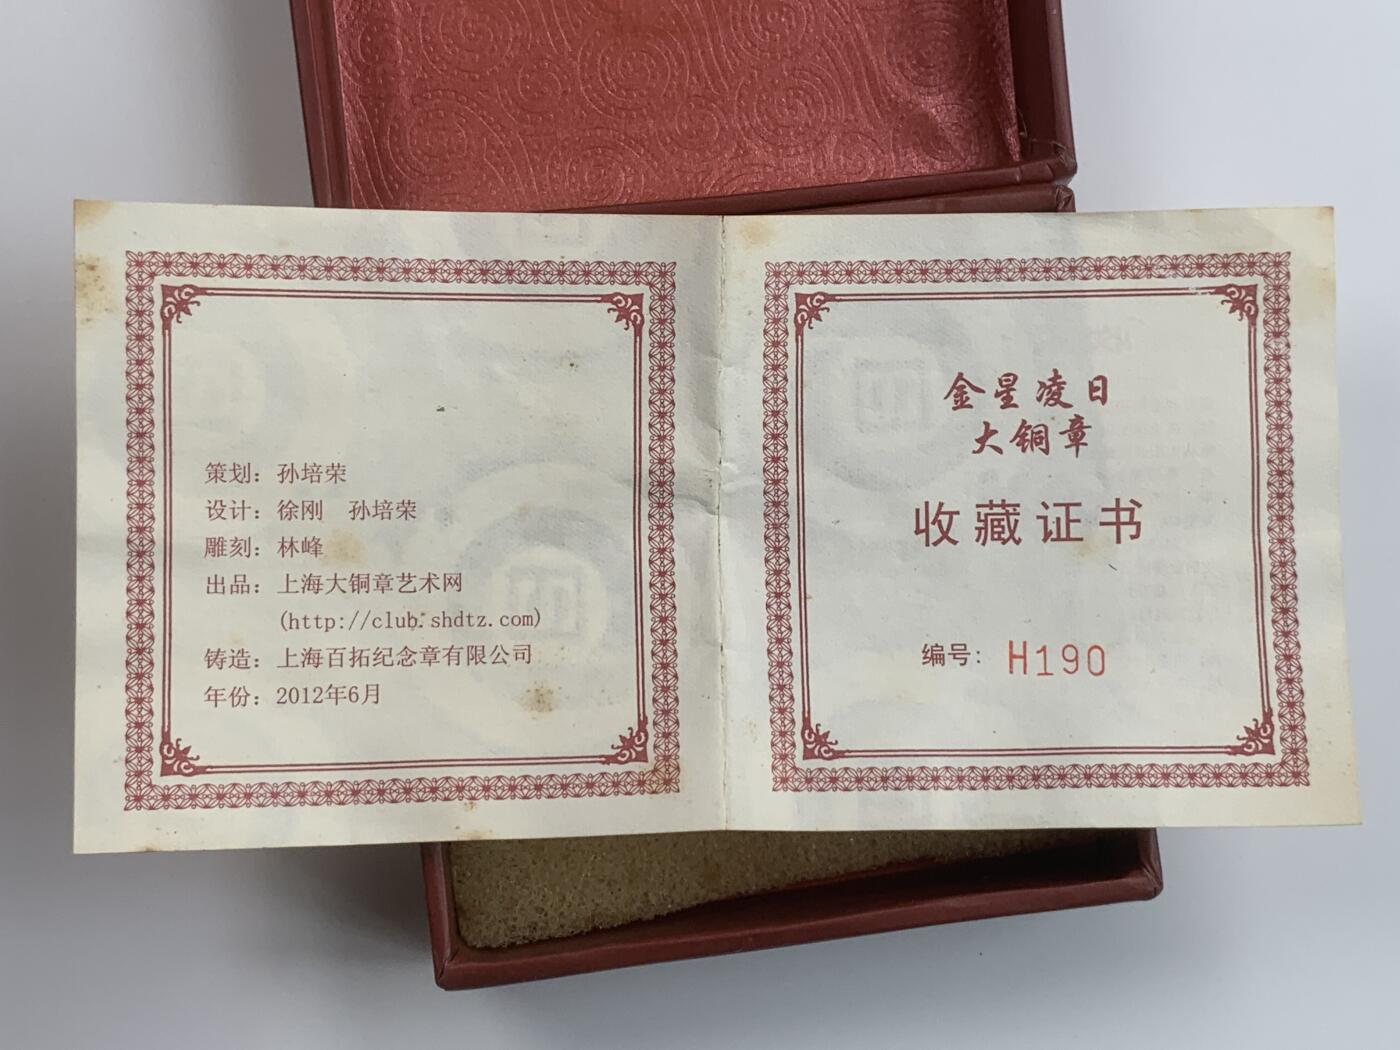 策划：孙培荣
设计：徐刚　孙培荣
雕刻：林峰
出品：上海大铜章艺术网
(http://club.shdtz.com)
铸造：上海百拓纪念章有限公司
年份：2012年6月
金星凌日
大铜章
收藏证书
编号：H190